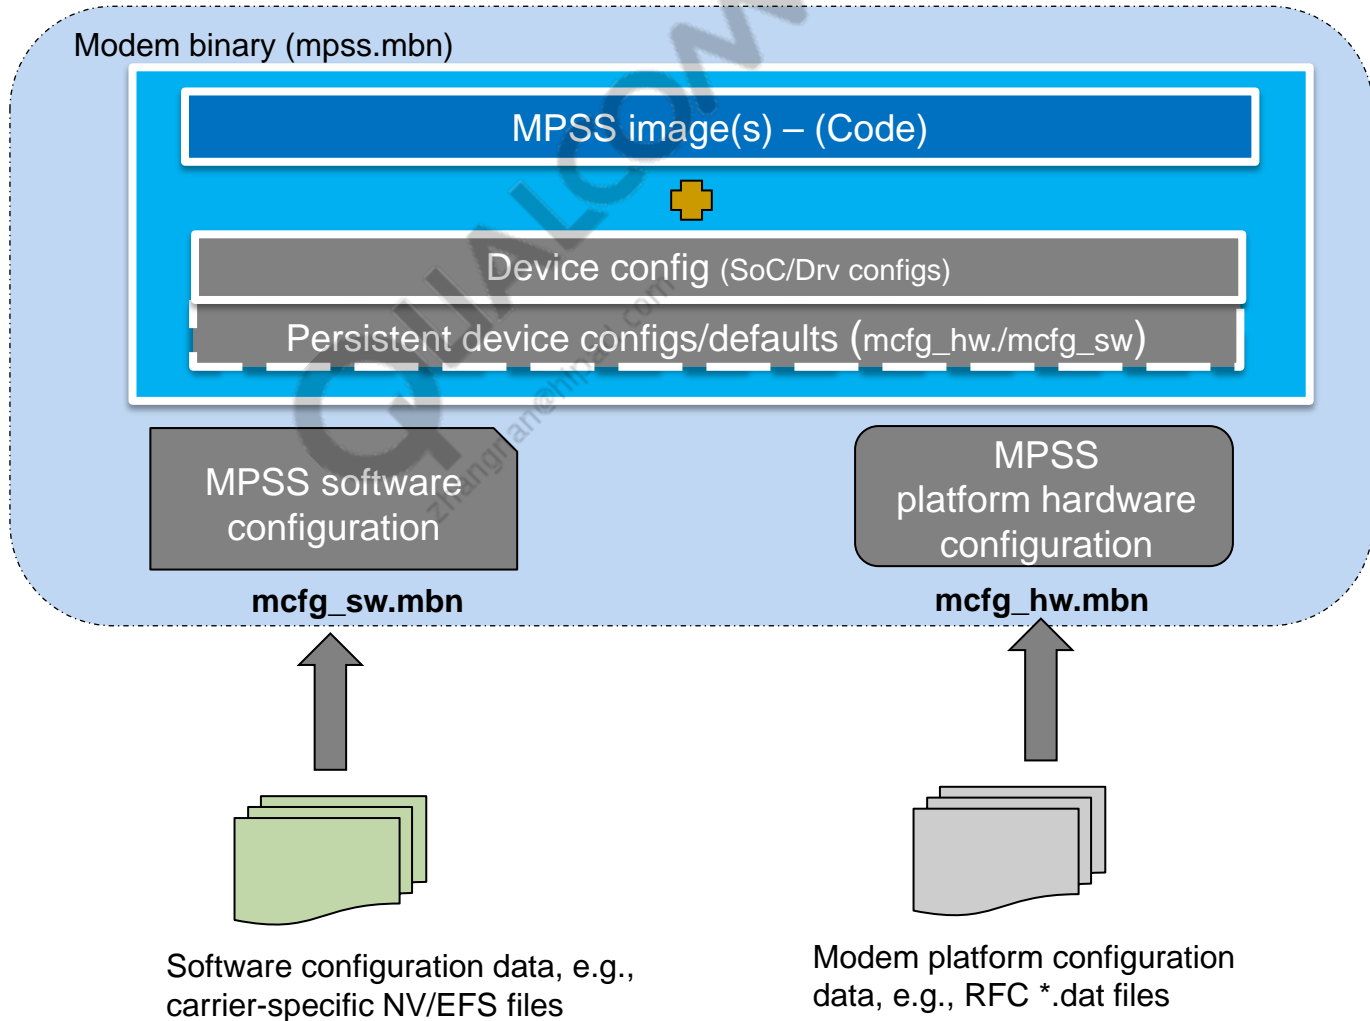 Modem binary (mpss.mbn)
MPSS image(s) – (Code)
Device config (SoC/Drv configs)
Persistent device configs/defaults (mcfg_hw./mcfg_sw)
MPSS software
configuration
mcfg_sw.mbn
MPSS
platform hardware
configuration
mcfg_hw.mbn
Software configuration data, e.g.,
carrier-specific NV/EFS files
Modem platform configuration
data, e.g., RFC *.dat files
QUALCOM